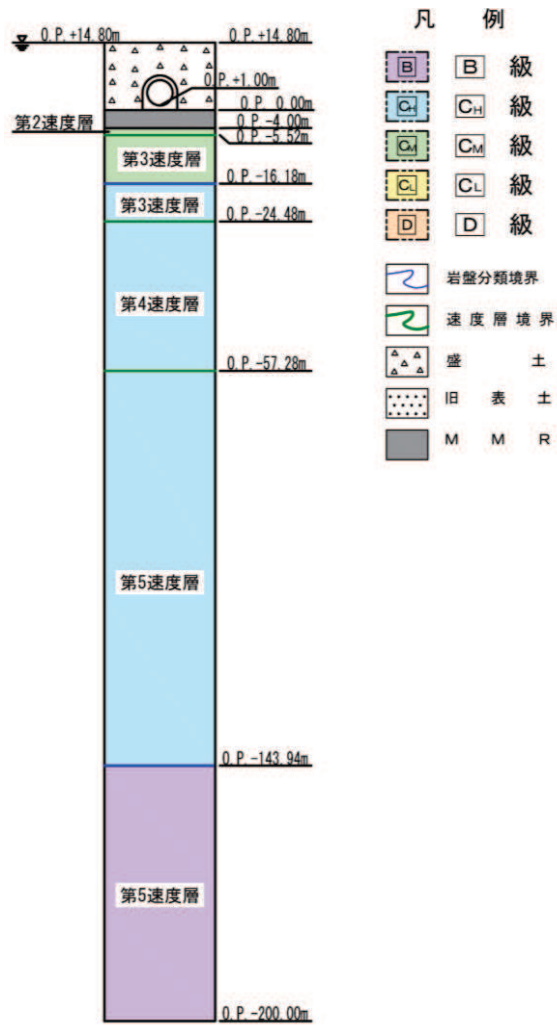 O.P.+14.80m
O.P.+14.80m
O.P.+1.00m
O.P. 0.00m
O.P.-4.00m
第2速度層
O.P.-5.52m
第3速度層
O.P.-16.18m
第3速度層
O.P.-24.48m
第4速度層
O.P.-57.28m
第5速度層
O.P.-143.94m
第5速度層
O.P.-200.00m
凡 例
B B 級
CH CH 級
CM CM 級
CL CL 級
D D 級
岩盤分類境界
速度層境界
盛 土
旧 表 土
M M R